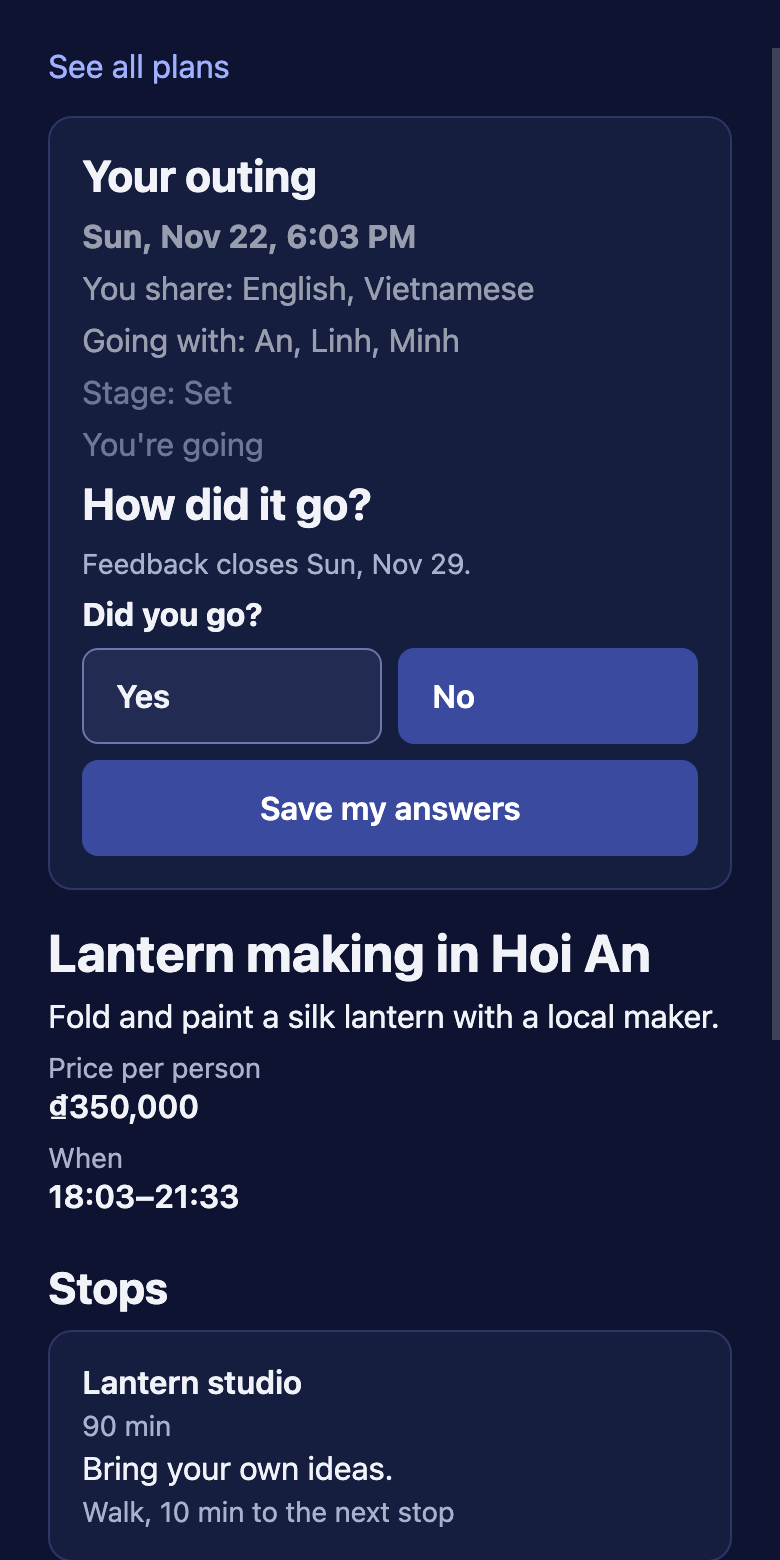 See all plans
Your outing
Sun, Nov 22, 6:03 PM
You share: English, Vietnamese
Going with: An, Linh, Minh
Stage: Set
You're going
How did it go?
Feedback closes Sun, Nov 29.
Did you go?
Yes
No
Save my answers
Lantern making in Hoi An
Fold and paint a silk lantern with a local maker.
Price per person
₫350,000
When
18:03–21:33
Stops
Lantern studio
90 min
Bring your own ideas.
Walk, 10 min to the next stop